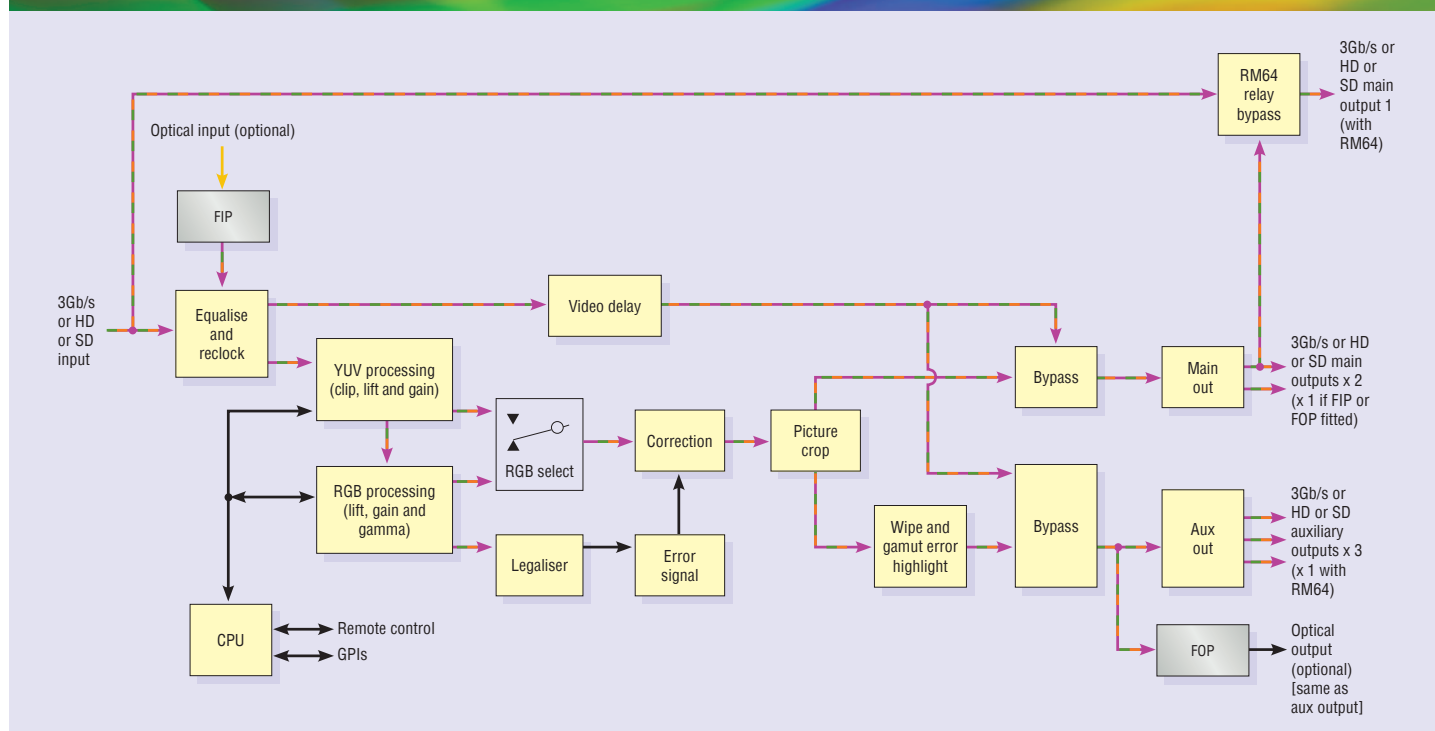 3Gb/s or
HD or
SD main
output 1
(with
RM64)
RM64
relay
bypass
Optical input (optional)
FIP
3Gb/s
or HD
or SD
input
Equalise
and
reclock
Video delay
YUV processing
(clip, lift and gain)
RGB select
Correction
Picture
crop
Bypass
Main
out
3Gb/s or HD
or SD main
outputs x 2
(x 1 if FIP or
FOP fitted)
RGB processing
(lift, gain and
gamma)
Legaliser
Error
signal
Wipe and
gamut error
highlight
Bypass
Aux
out
3Gb/s or
HD or SD
auxiliary
outputs x 3
(x 1 with
RM64)
CPU
Remote control
GPIs
FOP
Optical
output
(optional)
[same as
aux output]